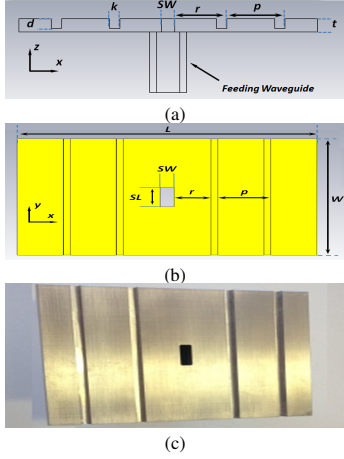 SW
k r p
d t
z
x
Feeding Waveguide
(a)
L
SW
SL r p W
y
x
(b)
(c)